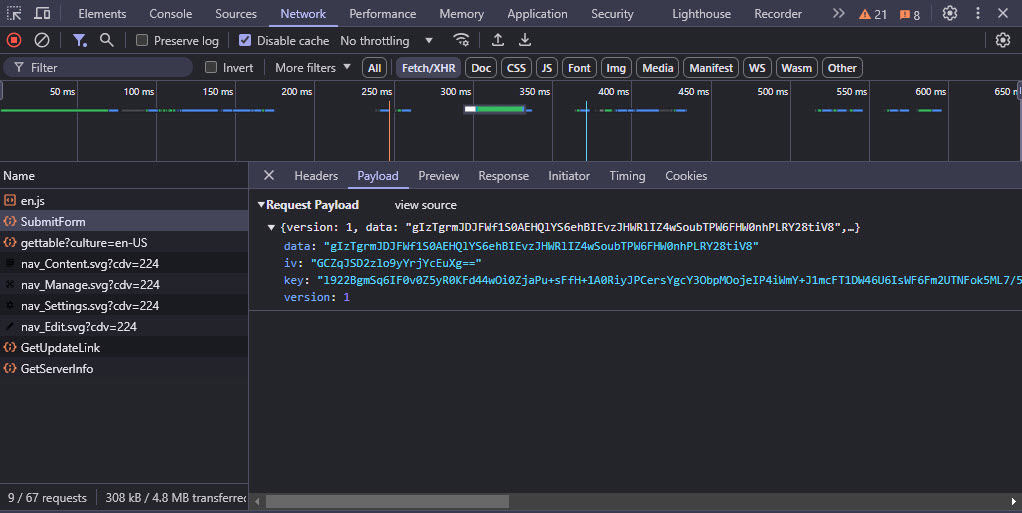 Elements Console Sources Network Performance Memory Application Security Lighthouse Recorder 21 8
Preserve log Disable cache No throttling
Filter Invert More filters All Fetch/XHR Doc CSS JS Font Img Media Manifest WS Wasm Other
50 ms 100 ms 150 ms 200 ms 250 ms 300 ms 350 ms 400 ms 450 ms 500 ms 550 ms 600 ms 650 m
Name Headers Payload Preview Response Initiator Timing Cookies
en.js
SubmitForm
gettable?culture=en-US
nav_Content.svg?cdv=224
nav_Manage.svg?cdv=224
nav_Settings.svg?cdv=224
nav_Edit.svg?cdv=224
GetUpdateLink
GetServerInfo
Request Payload view source
{version: 1, data: "gIzTgrmJDJFWf1S0AEHQlYS6ehBIEvzJHWRlIZ4wSoubTPW6FHW0nhPLRY28tiV8",…}
data: "gIzTgrmJDJFWf1S0AEHQlYS6ehBIEvzJHWRlIZ4wSoubTPW6FHW0nhPLRY28tiV8"
iv: "GCZqJSD2zlo9yYrjYcEuXg=="
key: "l922BgmSq6IF0v0Z5yR0KFd44wOi0ZjaPu+sFfH+1A0RiyJPCersYgcY3ObpMOojeIP4iWmY+J1mcFT1DW46U6IsWF6Fm2UTNFok5ML7/5
version: 1
9 / 67 requests 308 kB / 4.8 MB transferred